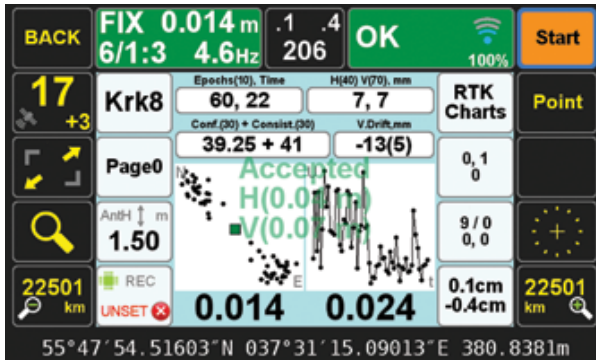 BACK
FIX 0.014 m
6/1:3 4.6Hz
.1 .4
206
OK
100%
Start
17
+3
Krk8
Epochs(10), Time
60, 22
H(40) V(70), mm
7, 7
RTK
Charts
Point
Conf.(30) + Consist.(30)
39.25 + 41
V.Drift,mm
-13(5)
Page0
Accepted
H(0.0
V(0.0
N
E
t
0, 1
0
AntH m
1.50
9 / 0
0, 0
22501
km
REC
UNSET
0.014
0.024
0.1cm
-0.4cm
22501
km
55°47'54.51603"N 037°31'15.09013"E 380.8381m